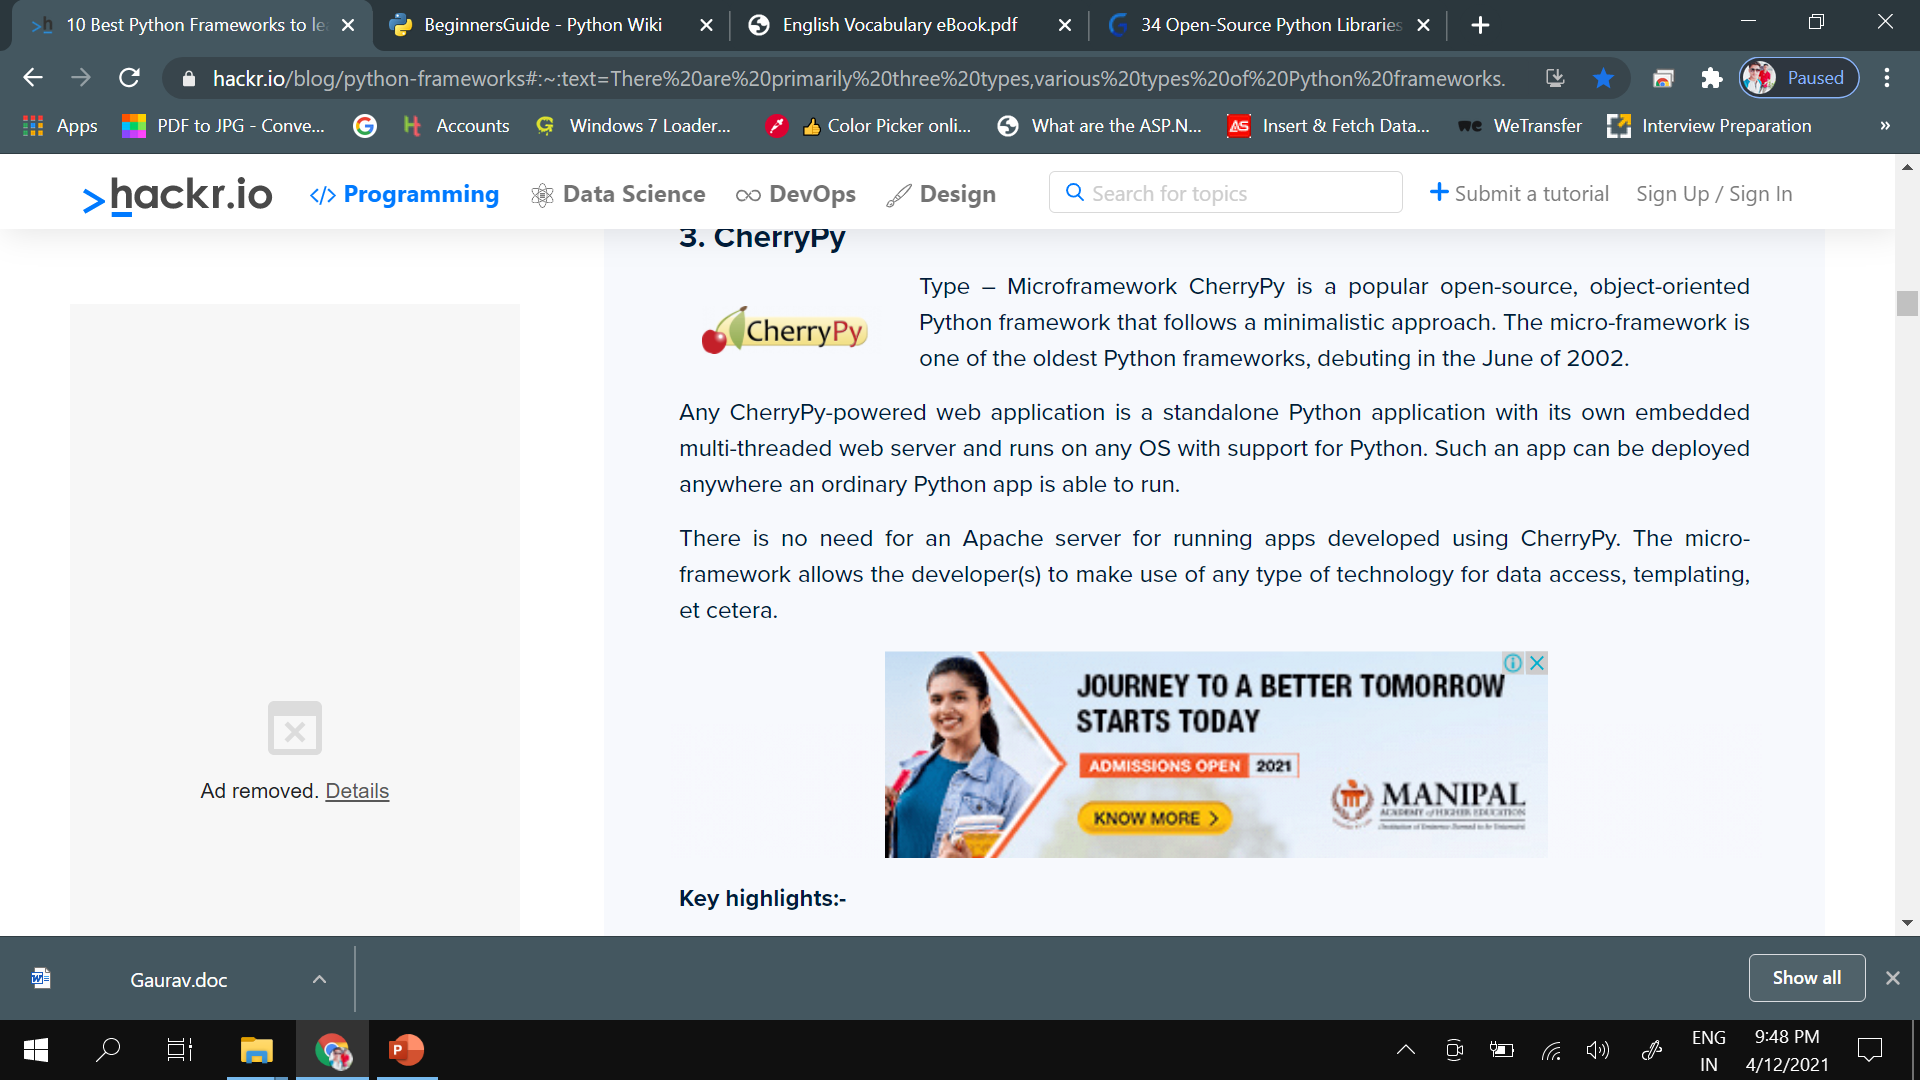 10 Best Python Frameworks to le
BeginnersGuide - Python Wiki
English Vocabulary eBook.pdf
34 Open-Source Python Libraries
hackr.io/blog/python-frameworks#:~:text=There%20are%20primarily%20three%20types,various%20types%20of%20Python%20frameworks.
Paused
Apps
PDF to JPG - Conve...
Accounts
Windows 7 Loader...
Color Picker onli...
What are the ASP.N...
AS
Insert & Fetch Data...
we
WeTransfer
Interview Preparation
»
>hackr.io
</> Programming
Data Science
DevOps
Design
Search for topics
+ Submit a tutorial
Sign Up / Sign In
3. CherryPy
CherryPy
Type – Microframework CherryPy is a popular open-source, object-oriented
Python framework that follows a minimalistic approach. The micro-framework is
one of the oldest Python frameworks, debuting in the June of 2002.
Any CherryPy-powered web application is a standalone Python application with its own embedded
multi-threaded web server and runs on any OS with support for Python. Such an app can be deployed
anywhere an ordinary Python app is able to run.
There is no need for an Apache server for running apps developed using CherryPy. The micro-
framework allows the developer(s) to make use of any type of technology for data access, templating,
et cetera.
JOURNEY TO A BETTER TOMORROW
STARTS TODAY
ADMISSIONS OPEN 2021
KNOW MORE >
MANIPAL
ACADEMY of HIGHER EDUCATION
(Institution of Eminence Deemed to be University)
Ad removed. Details
Key highlights:-
Gaurav.doc
Show all
ENG
IN
9:48 PM
4/12/2021